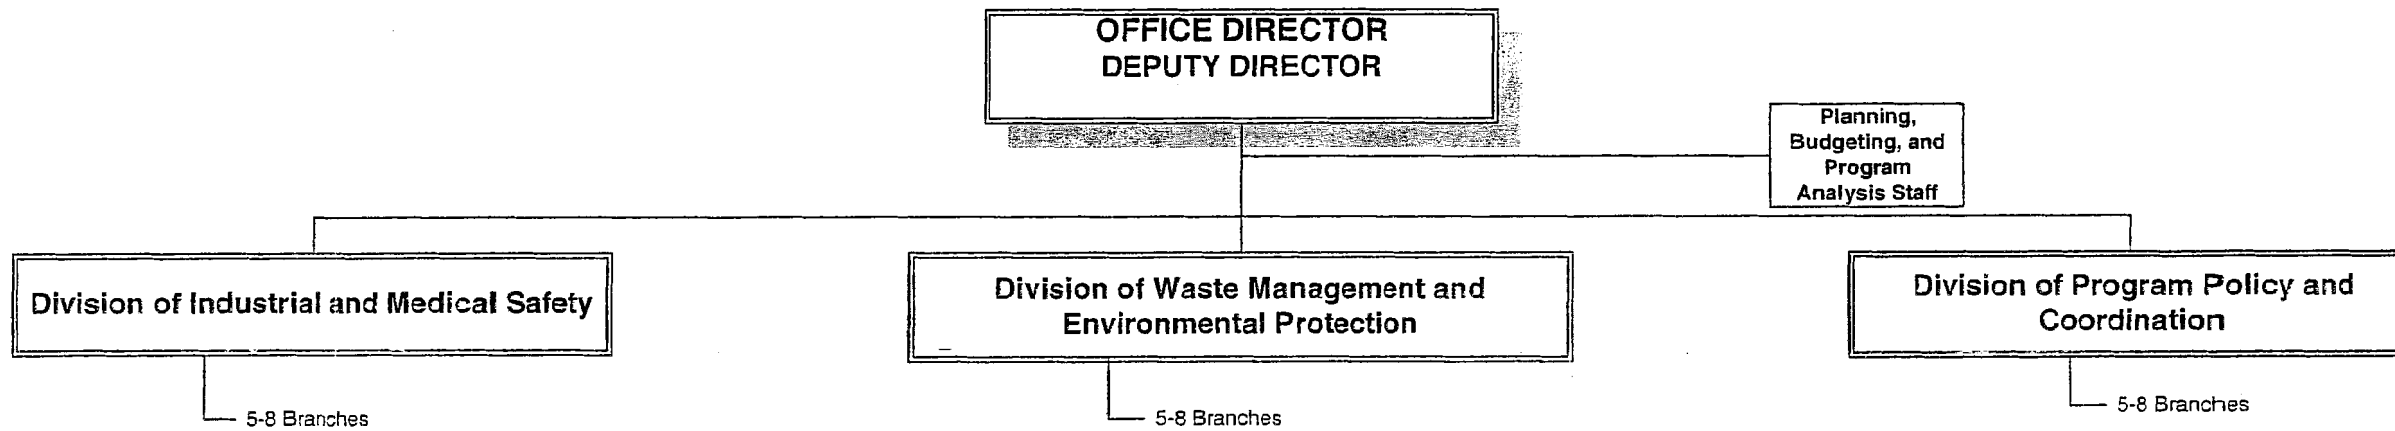 OFFICE DIRECTOR
DEPUTY DIRECTOR
Planning,
Budgeting, and
Program
Analysis Staff
Division of Industrial and Medical Safety
Division of Waste Management and
Environmental Protection
Division of Program Policy and
Coordination
5-8 Branches
5-8 Branches
5-8 Branches